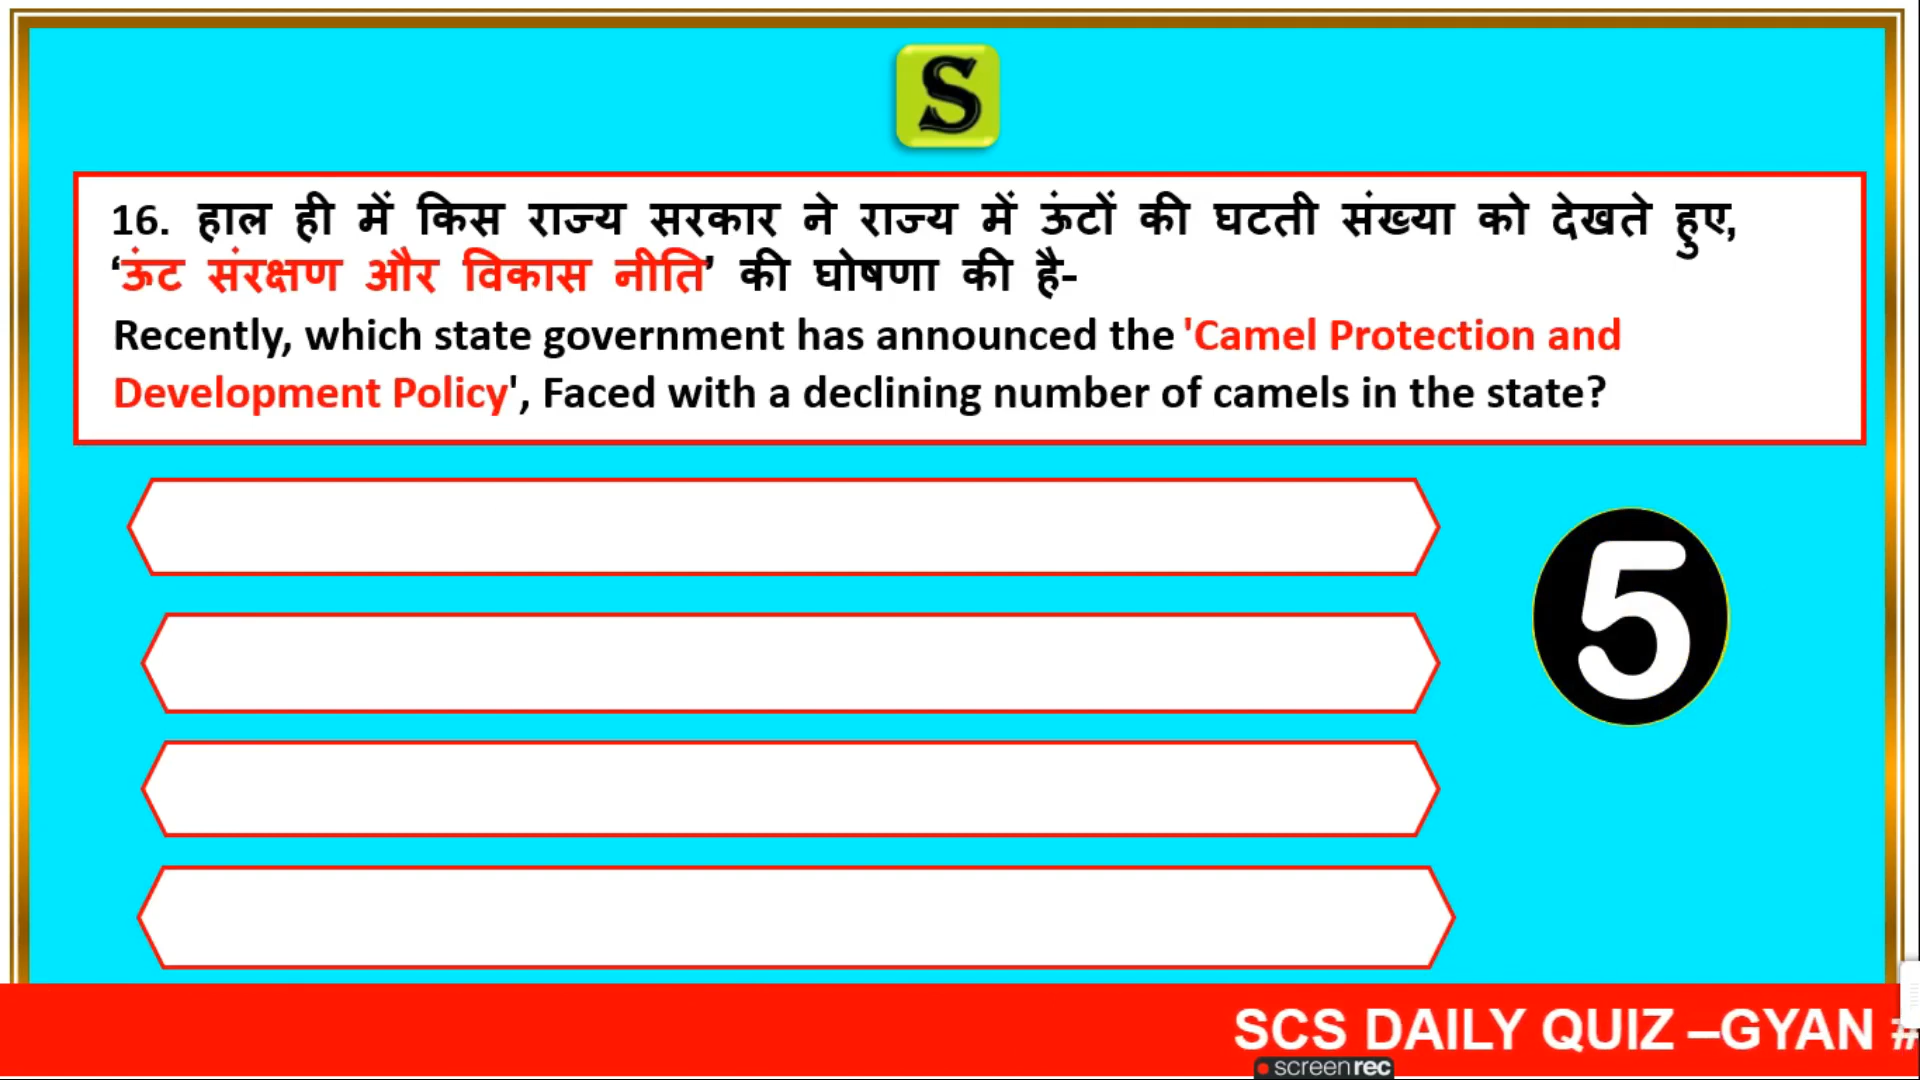 S
16. हाल ही में किस राज्य सरकार ने राज्य में ऊंटों की घटती संख्या को देखते हुए,
‘ऊंट संरक्षण और विकास नीति’ की घोषणा की है-
Recently, which state government has announced the 'Camel Protection and
Development Policy', Faced with a declining number of camels in the state?
5
SCS DAILY QUIZ –GYAN #
screenrec